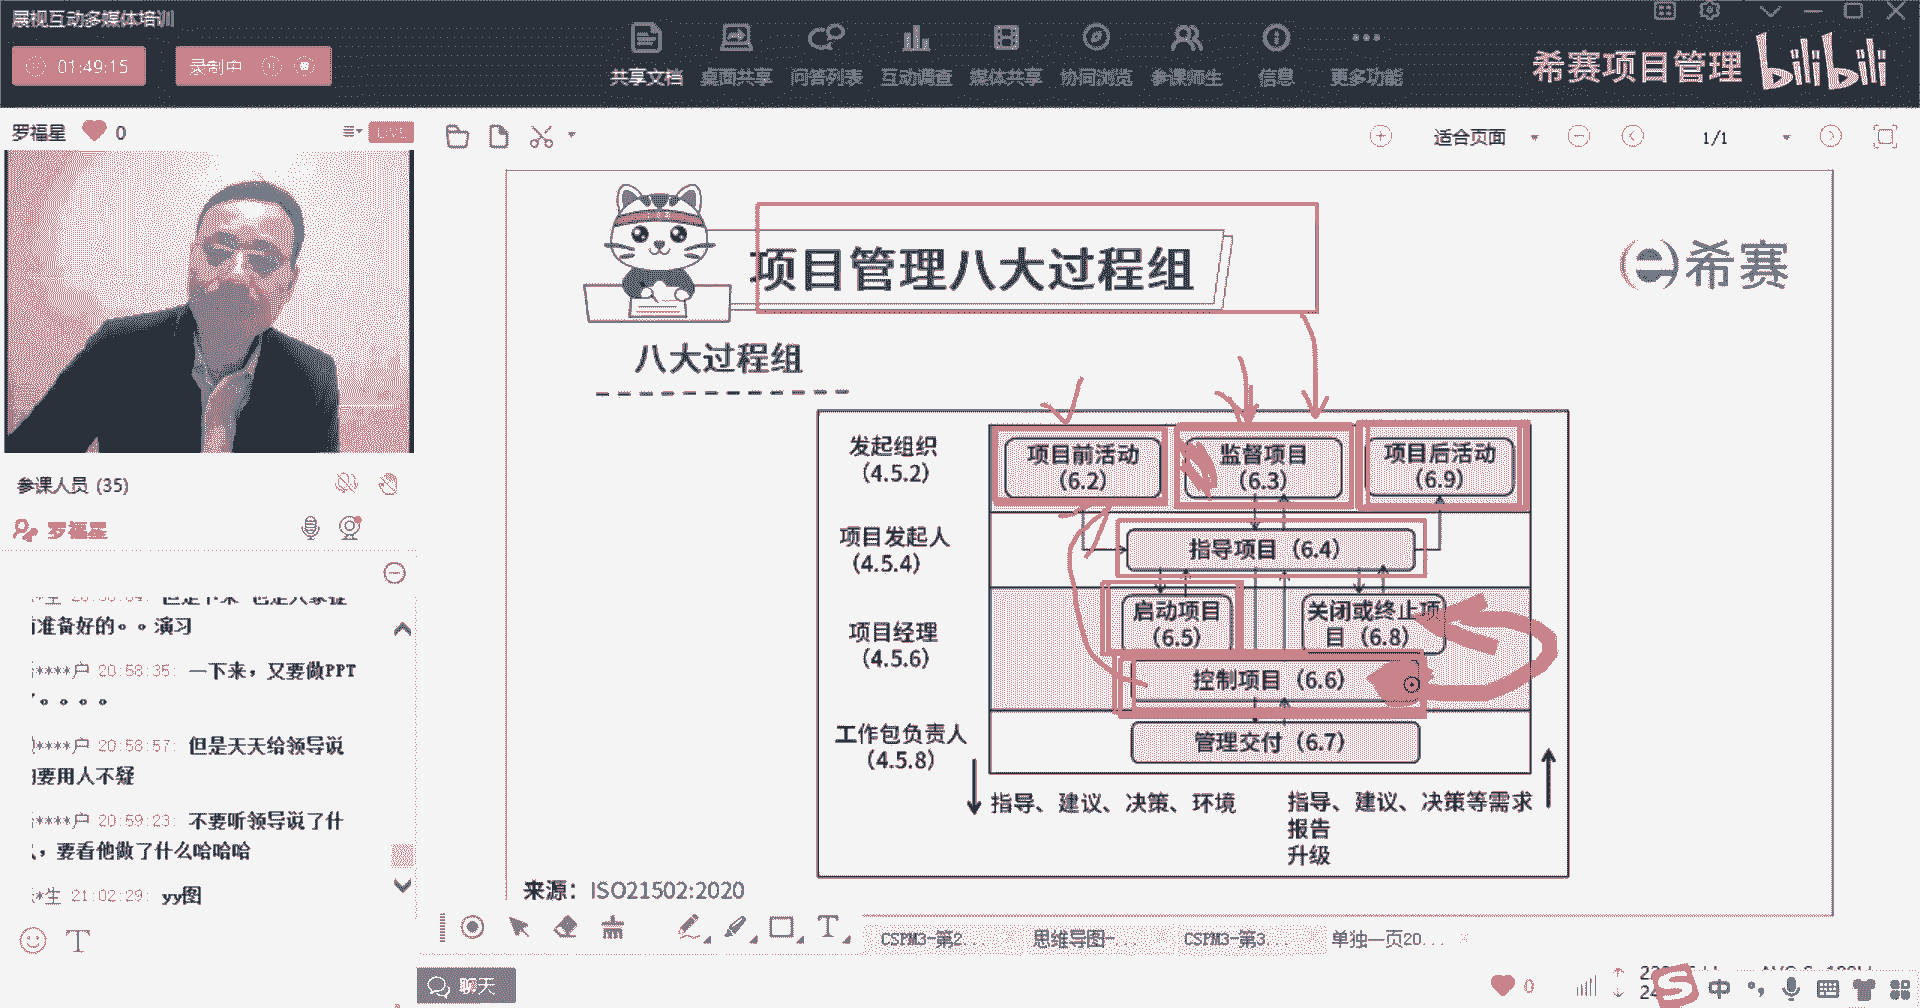 展视互动多媒体培训
01:49:15
录制中
共享文档
桌面共享
问答列表
互动调查
媒体共享
协同浏览
参课师生
信息
更多功能
希赛项目管理
bilibili
罗福星
0
LIVE
适合页面
1/1
项目管理八大过程组
希赛
八大过程组
发起组织
(4.5.2)
项目前活动
(6.2)
监督项目
(6.3)
项目后活动
(6.9)
项目发起人
(4.5.4)
指导项目（6.4）
项目经理
(4.5.6)
启动项目
(6.5)
关闭或终止项
目（6.8）
控制项目（6.6）
工作包负责人
(4.5.8)
管理交付（6.7）
指导、建议、决策、环境
指导、建议、决策等需求
报告
升级
来源：ISO21502:2020
参课人员 (35)
罗福星
准备好的。。演习
****户 20:58:35: 一下来，又要做PPT
。。。。
****户 20:58:57: 但是天天给领导说
要用人不疑
****户 20:59:23: 不要听领导说了什
，要看他做了什么哈哈哈
*生 21:02:29: yy图
T
T
CSPM3-第2...
思维导图-...
CSPM3-第3...
单独一页20...
聊天
0
中